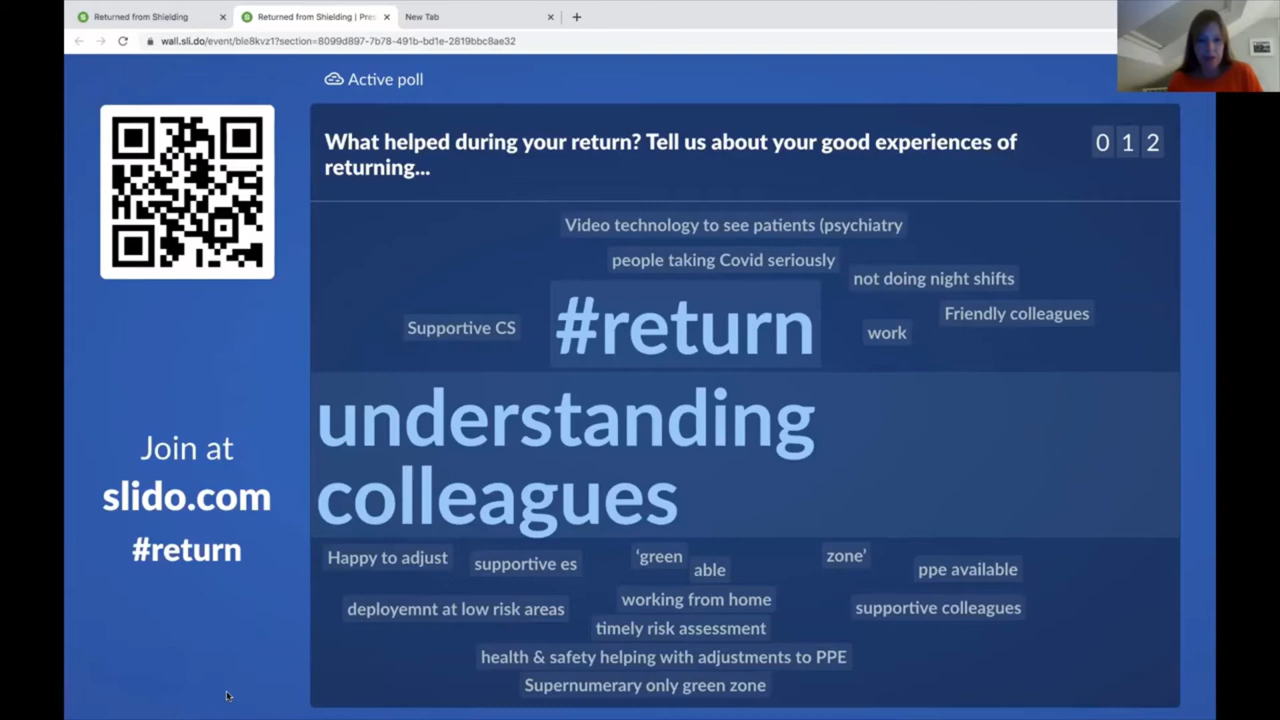 Returned from Shielding
Returned from Shielding | Pres
New Tab
wall.sli.do/event/ble8kvz1?section=8099d897-7b78-491b-bd1e-2819bbc8ae32
Active poll
What helped during your return? Tell us about your good experiences of
returning...
0 1 2
Video technology to see patients (psychiatry
people taking Covid seriously
not doing night shifts
Friendly colleagues
Supportive CS
#return
work
understanding
colleagues
Join at
slido.com
#return
Happy to adjust
supportive es
‘green
able
zone’
ppe available
deployemnt at low risk areas
working from home
supportive colleagues
timely risk assessment
health & safety helping with adjustments to PPE
Supernumerary only green zone